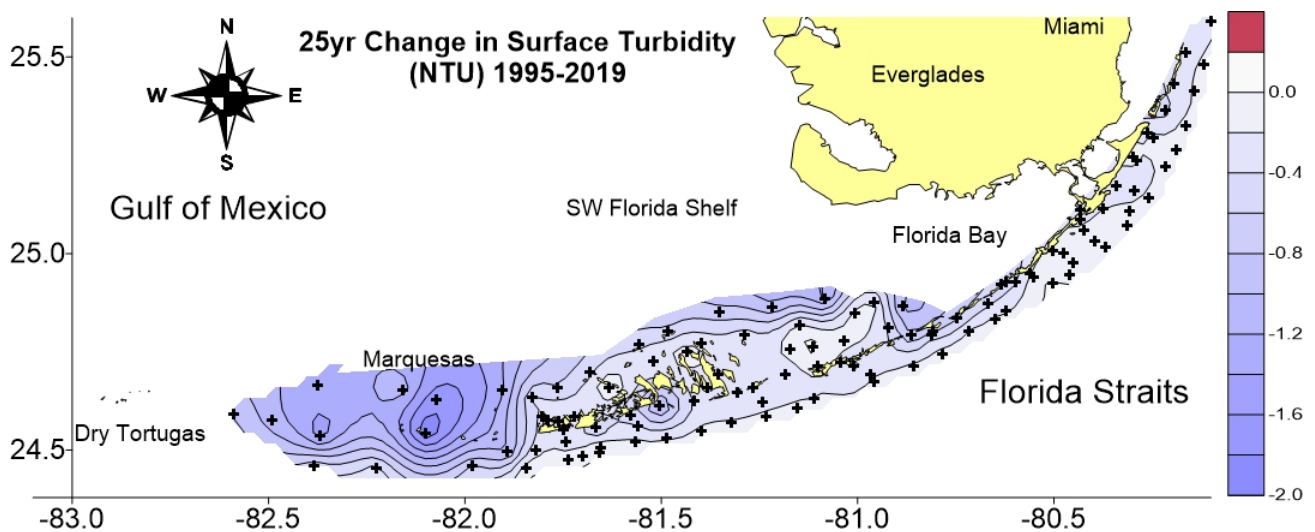 25yr Change in Surface Turbidity
(NTU) 1995-2019
N
W E
S
Miami
Everglades
Gulf of Mexico
SW Florida Shelf
Florida Bay
Marquesas
Florida Straits
Dry Tortugas
25.5
25.0
24.5
-83.0 -82.5 -82.0 -81.5 -81.0 -80.5
0.0
-0.4
-0.8
-1.2
-1.6
-2.0